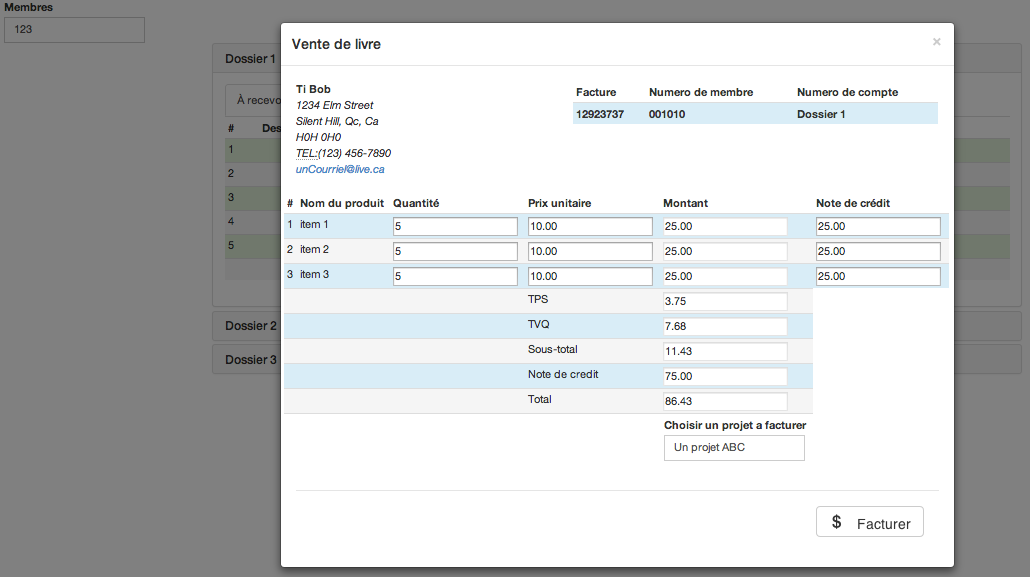 Membres
123
Dossier 1
À recevo
# Des
1
2
3
4
5
Dossier 2
Dossier 3
Vente de livre
×
Ti Bob
1234 Elm Street
Silent Hill, Qc, Ca
H0H 0H0
TEL:(123) 456-7890
unCourriel@live.ca
Facture Numero de membre Numero de compte
12923737 001010 Dossier 1
# Nom du produit Quantité Prix unitaire Montant Note de crédit
1 item 1 5 10.00 25.00 25.00
2 item 2 5 10.00 25.00 25.00
3 item 3 5 10.00 25.00 25.00
TPS 3.75
TVQ 7.68
Sous-total 11.43
Note de credit 75.00
Total 86.43
Choisir un projet a facturer
Un projet ABC
$ Facturer